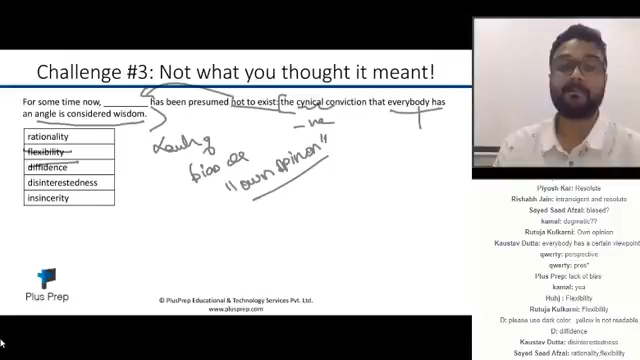 Challenge #3: Not what you thought it meant!
For some time now, ________ has been presumed not to exist: the cynical conviction that everybody has
an angle is considered wisdom.
rationality
flexibility
diffidence
disinterestedness
insincerity
-ve
bias
"own opinion"
Plus Prep
© PlusPrep Educational & Technology Services Pvt. Ltd.
www.plusprep.com
Piyush Kar: Resolute
Rishabh Jain: intransigent and resolute
Sayed Saad Afzal: biased?
kamal: dogmatic??
Rutuja Kulkarni: Own opinion
Kaustav Dutta: everybody has a certain viewpoint
qwerty: perspective
qwerty: pres*
Plus Prep: lack of bias
kamal: yea
Huhj: Flexibility
Rutuja Kulkarni: Flexibility
D: please use dark color. yellow is not readable
D: diffidence
Kaustav Dutta: disinterestedness
Sayed Saad Afzal: rationality,flexibility